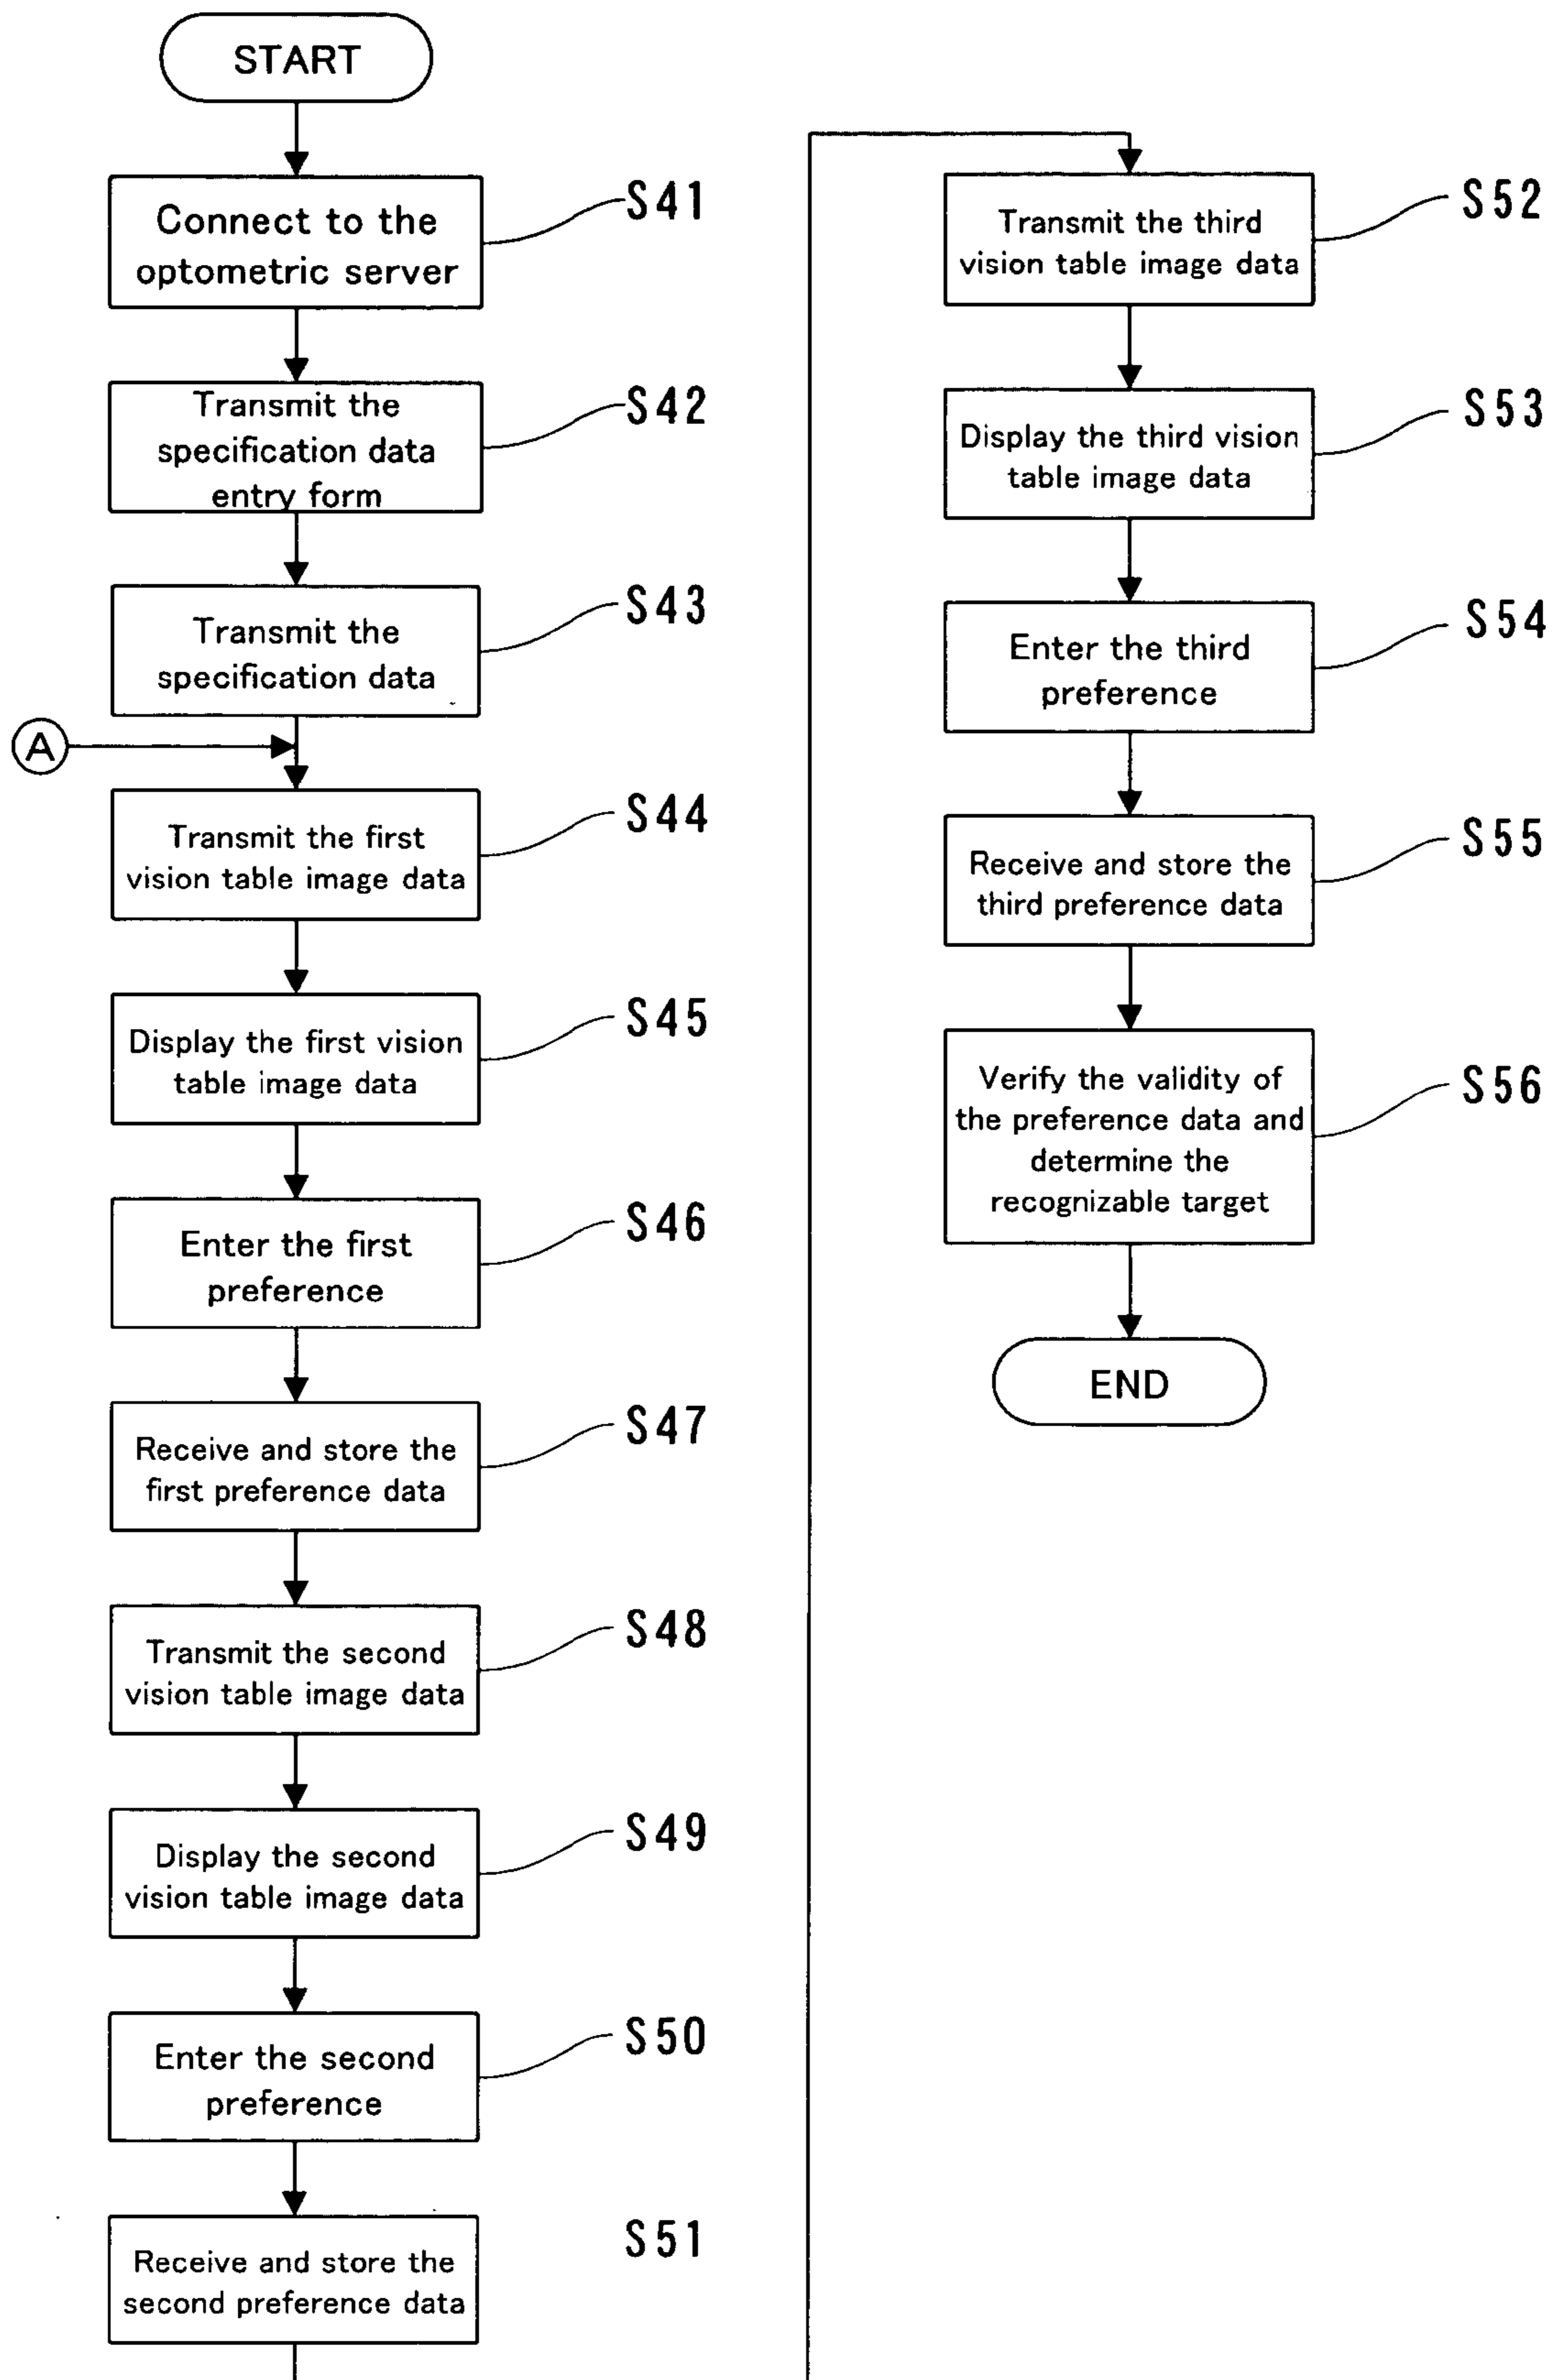 START
Connect to the
optometric server
S41
Transmit the
specification data
entry form
S42
Transmit the
specification data
S43
A
Transmit the first
vision table image data
S44
Display the first vision
table image data
S45
Enter the first
preference
S46
Receive and store the
first preference data
S47
Transmit the second
vision table image data
S48
Display the second
vision table image data
S49
Enter the second
preference
S50
Receive and store the
second preference data
S51
Transmit the third
vision table image data
S52
Display the third vision
table image data
S53
Enter the third
preference
S54
Receive and store the
third preference data
S55
Verify the validity of
the preference data and
determine the
recognizable target
S56
END